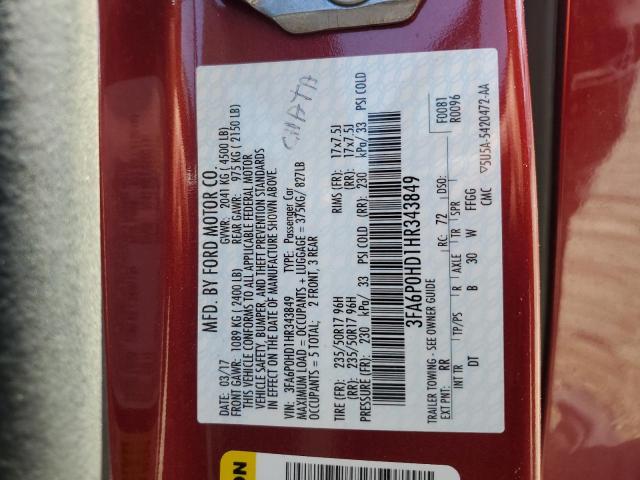 MFD. BY FORD MOTOR CO.
DATE: 03/17 GVWR: 2041 KG ( 4500 LB)
FRONT GAWR: 1089 KG ( 2400 LB) REAR GAWR: 975 KG ( 2150 LB)
THIS VEHICLE CONFORMS TO ALL APPLICABLE FEDERAL MOTOR
VEHICLE SAFETY, BUMPER, AND THEFT PREVENTION STANDARDS
IN EFFECT ON THE DATE OF MANUFACTURE SHOWN ABOVE.
VIN: 3FA6P0HD1HR343849 TYPE: Passenger Car
MAXIMUM LOAD = OCCUPANTS + LUGGAGE = 375KG/ 827LB
OCCUPANTS = 5 TOTAL; 2 FRONT, 3 REAR
TIRE (FR): 235/50R17 96H RIMS (FR): 17x7.5J
(RR): 235/50R17 96H (RR): 17x7.5J
PRESSURE (FR): 230 kPa/ 33 PSI COLD (RR): 230 kPa/ 33 PSI COLD
3FA6P0HD1HR343849
F0081
R0096
TRAILER TOWING - SEE OWNER GUIDE
EXT PNT: RR RC: 72 DSO:
INT TR TP/PS R AXLE TR SPR
DT B 30 W FFGG
CMC ▽5U5A-5420472-AA